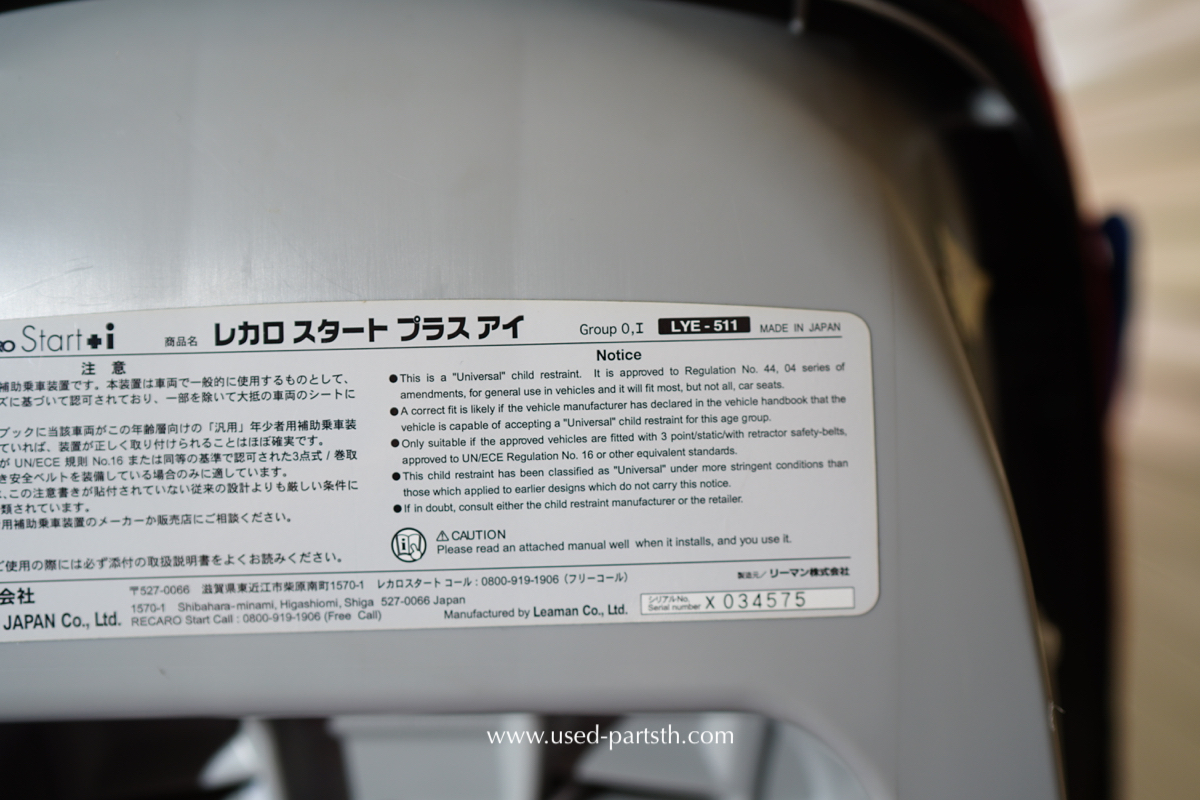 RO Start+i 商品名 レカロ スタート プラス アイ Group 0,I LYE-511 MADE IN JAPAN
注 意
補助乗車装置です。本装置は車両で一般的に使用するものとして、
ズに基づいて認可されており、一部を除いて大抵の車両のシートに
ブックに当該車両がこの年齢層向けの「汎用」年少者用補助乗車装
ていれば、装置が正しく取り付けられることはほぼ確実です。
が UN/ECE 規則 No.16 または同等の基準で認可された3点式 / 巻取
き安全ベルトを装備している場合のみに適しています。
、この注意書きが貼付されていない従来の設計よりも厳しい条件に
類されています。
用補助乗車装置のメーカーか販売店にご相談ください。
ご使用の際には必ず添付の取扱説明書をよくお読みください。
Notice
●This is a "Universal" child restraint. It is approved to Regulation No. 44, 04 series of
amendments, for general use in vehicles and it will fit most, but not all, car seats.
●A correct fit is likely if the vehicle manufacturer has declared in the vehicle handbook that the
vehicle is capable of accepting a "Universal" child restraint for this age group.
●Only suitable if the approved vehicles are fitted with 3 point/static/with retractor safety-belts,
approved to UN/ECE Regulation No. 16 or other equivalent standards.
●This child restraint has been classified as "Universal" under more stringent conditions than
those which applied to earlier designs which do not carry this notice.
●If in doubt, consult either the child restraint manufacturer or the retailer.
⚠CAUTION
Please read an attached manual well when it installs, and you use it.
会社 〒527-0066 滋賀県東近江市柴原南町1570-1 レカロスタート コール：0800-919-1906（フリーコール） 製造元／リーマン株式会社
JAPAN Co., Ltd. 1570-1 Shibahara-minami, Higashiomi, Shiga 527-0066 Japan
RECARO Start Call : 0800-919-1906 (Free Call) Manufactured by Leaman Co., Ltd.
シリアルNo.
Serial number X 034575
www.used-partsth.com